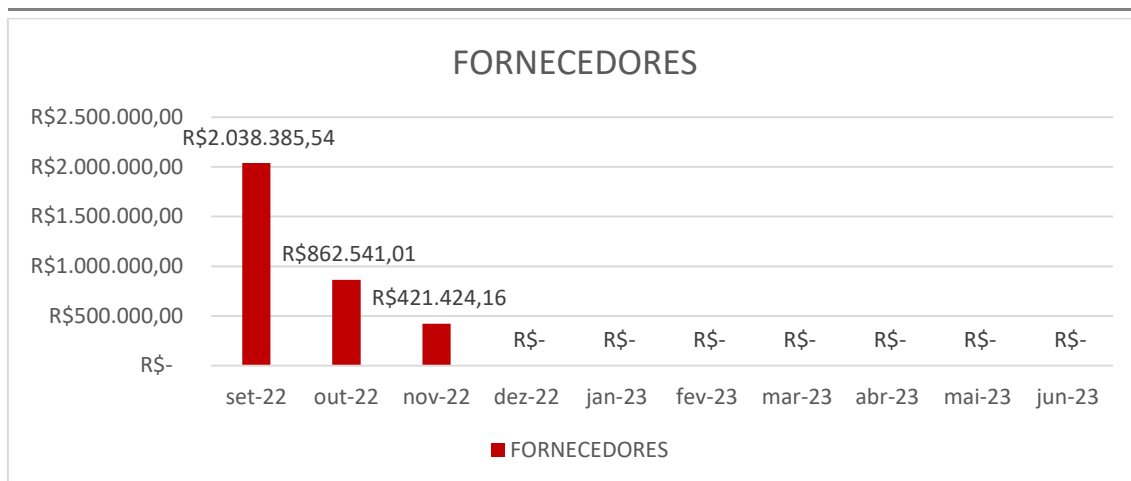 FORNECEDORES
R$2.500.000,00
R$2.038.385,54
R$2.000.000,00
R$1.500.000,00
R$862.541,01
R$1.000.000,00
R$421.424,16
R$500.000,00
R$- R$- R$- R$- R$- R$- R$-
R$-
set-22 out-22 nov-22 dez-22 jan-23 fev-23 mar-23 abr-23 mai-23 jun-23
FORNECEDORES